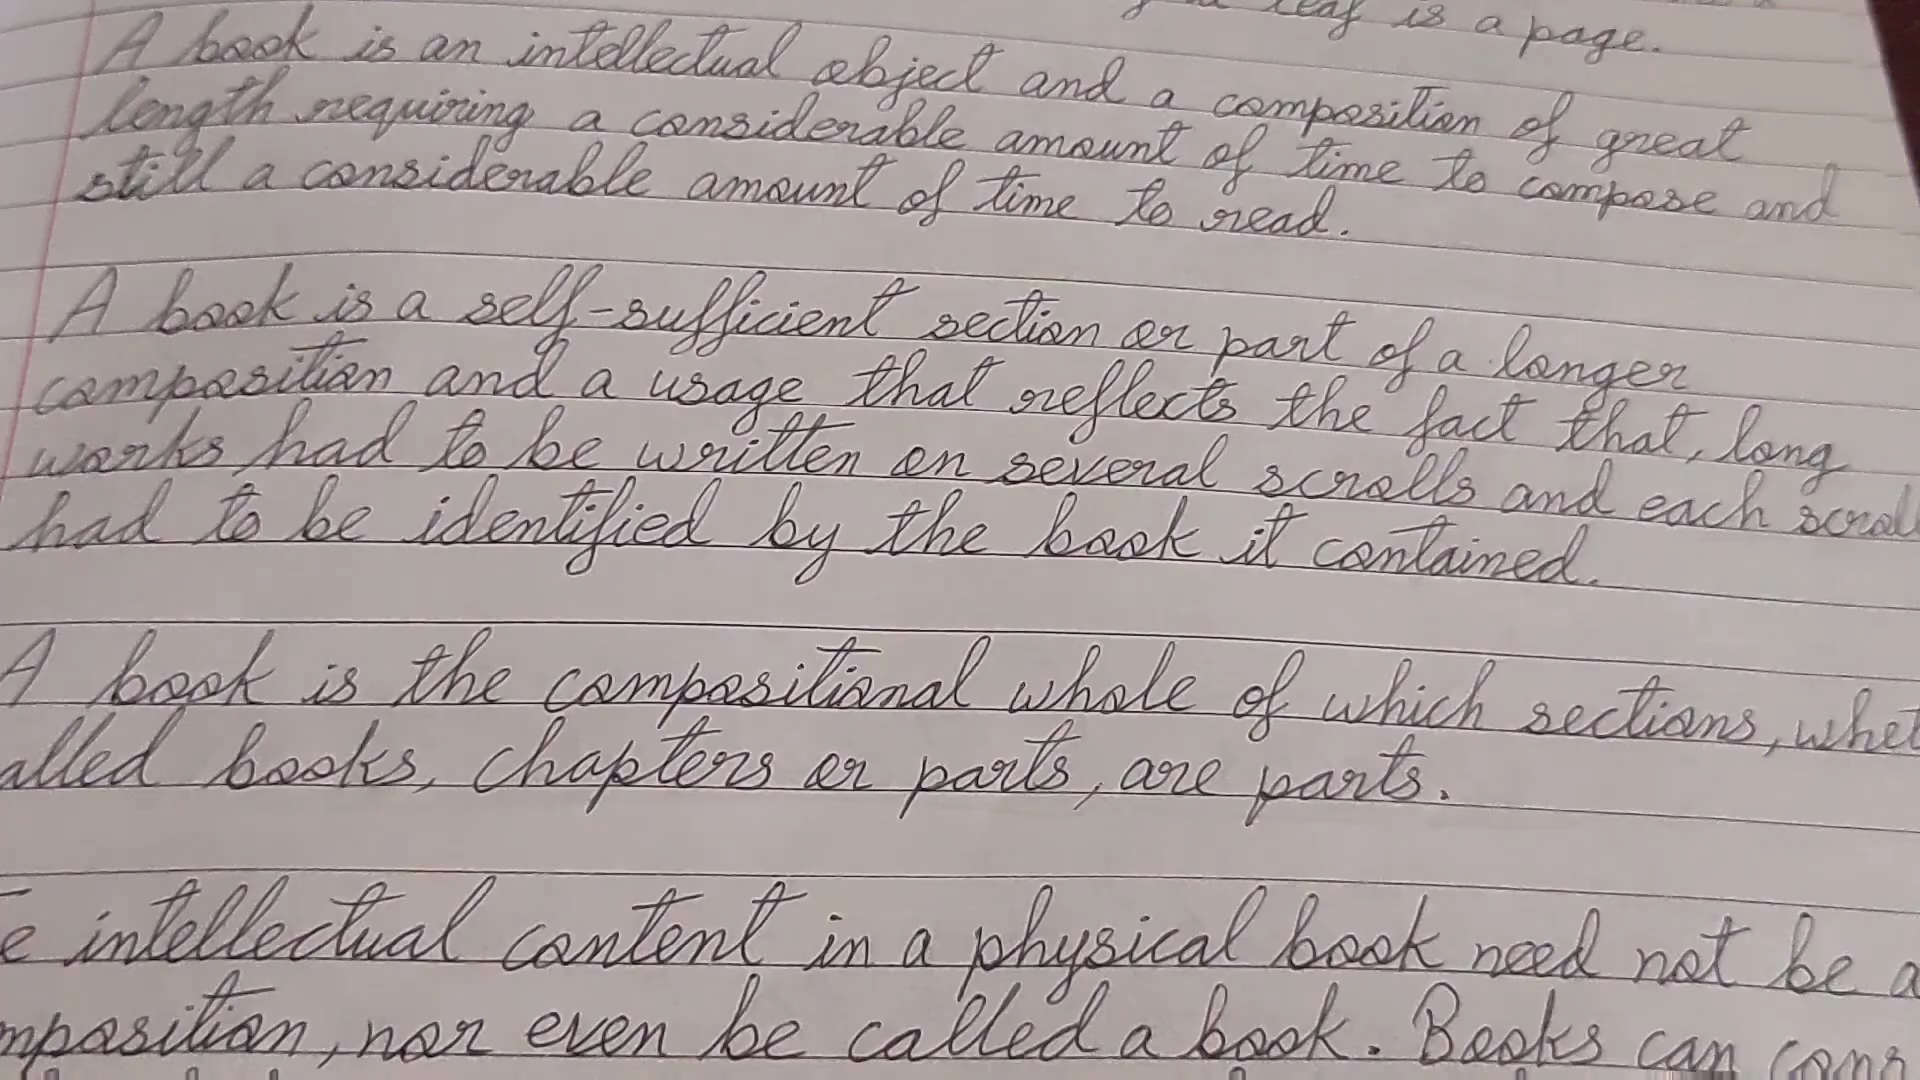 leaf is a page.
A book is an intellectual object and a composition of great
length requiring a considerable amount of time to compose and
still a considerable amount of time to read.
A book is a self-sufficient section or part of a longer
composition and a usage that reflects the fact that, long
works had to be written on several scrolls and each scroll
had to be identified by the book it contained.
A book is the compositional whole of which sections, whet
alled books, chapters or parts, are parts.
e intellectual content in a physical book need not be a
mposition, nor even be called a book. Books can cons